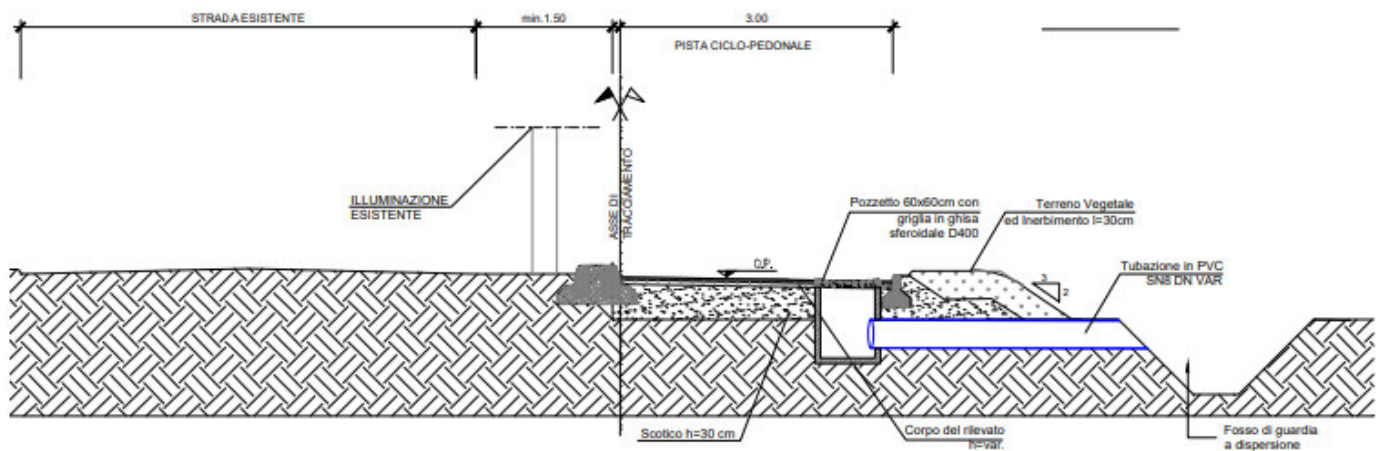 STRADA ESISTENTE
min.1.50
3.00
PISTA CICLO-PEDONALE
ILLUMINAZIONE
ESISTENTE
ASSE DI
TRACCIAMENTO
Pozzetto 60x60cm con
griglia in ghisa
sferoidale D400
Terreno Vegetale
ed Inerbimento l=30cm
Q.P.
3
2
Tubazione in PVC
SN8 DN VAR
Scotico h=30 cm
Corpo del rilevato
h=var.
Fosso di guardia
a dispersione